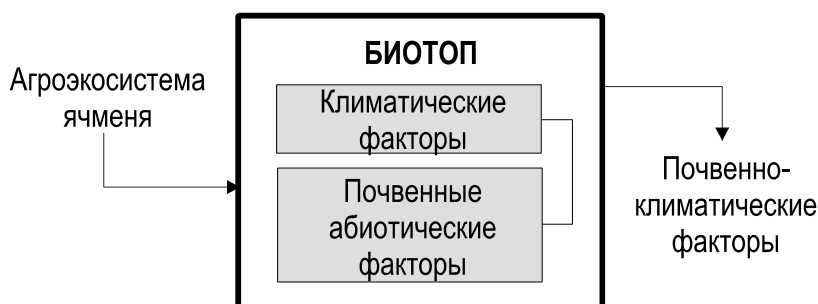 Агроэкосистема
ячменя
БИОТОП
Климатические
факторы
Почвенные
абиотические
факторы
Почвенно-
климатические
факторы